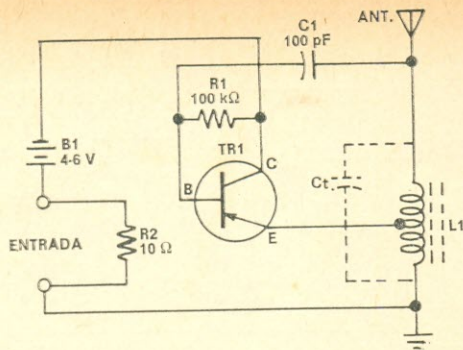 ANT.
C1
100 pF
R1
100 kΩ
TR1
B1
4-6 V
B
C
E
Ct
L1
ENTRADA
R2
10 Ω